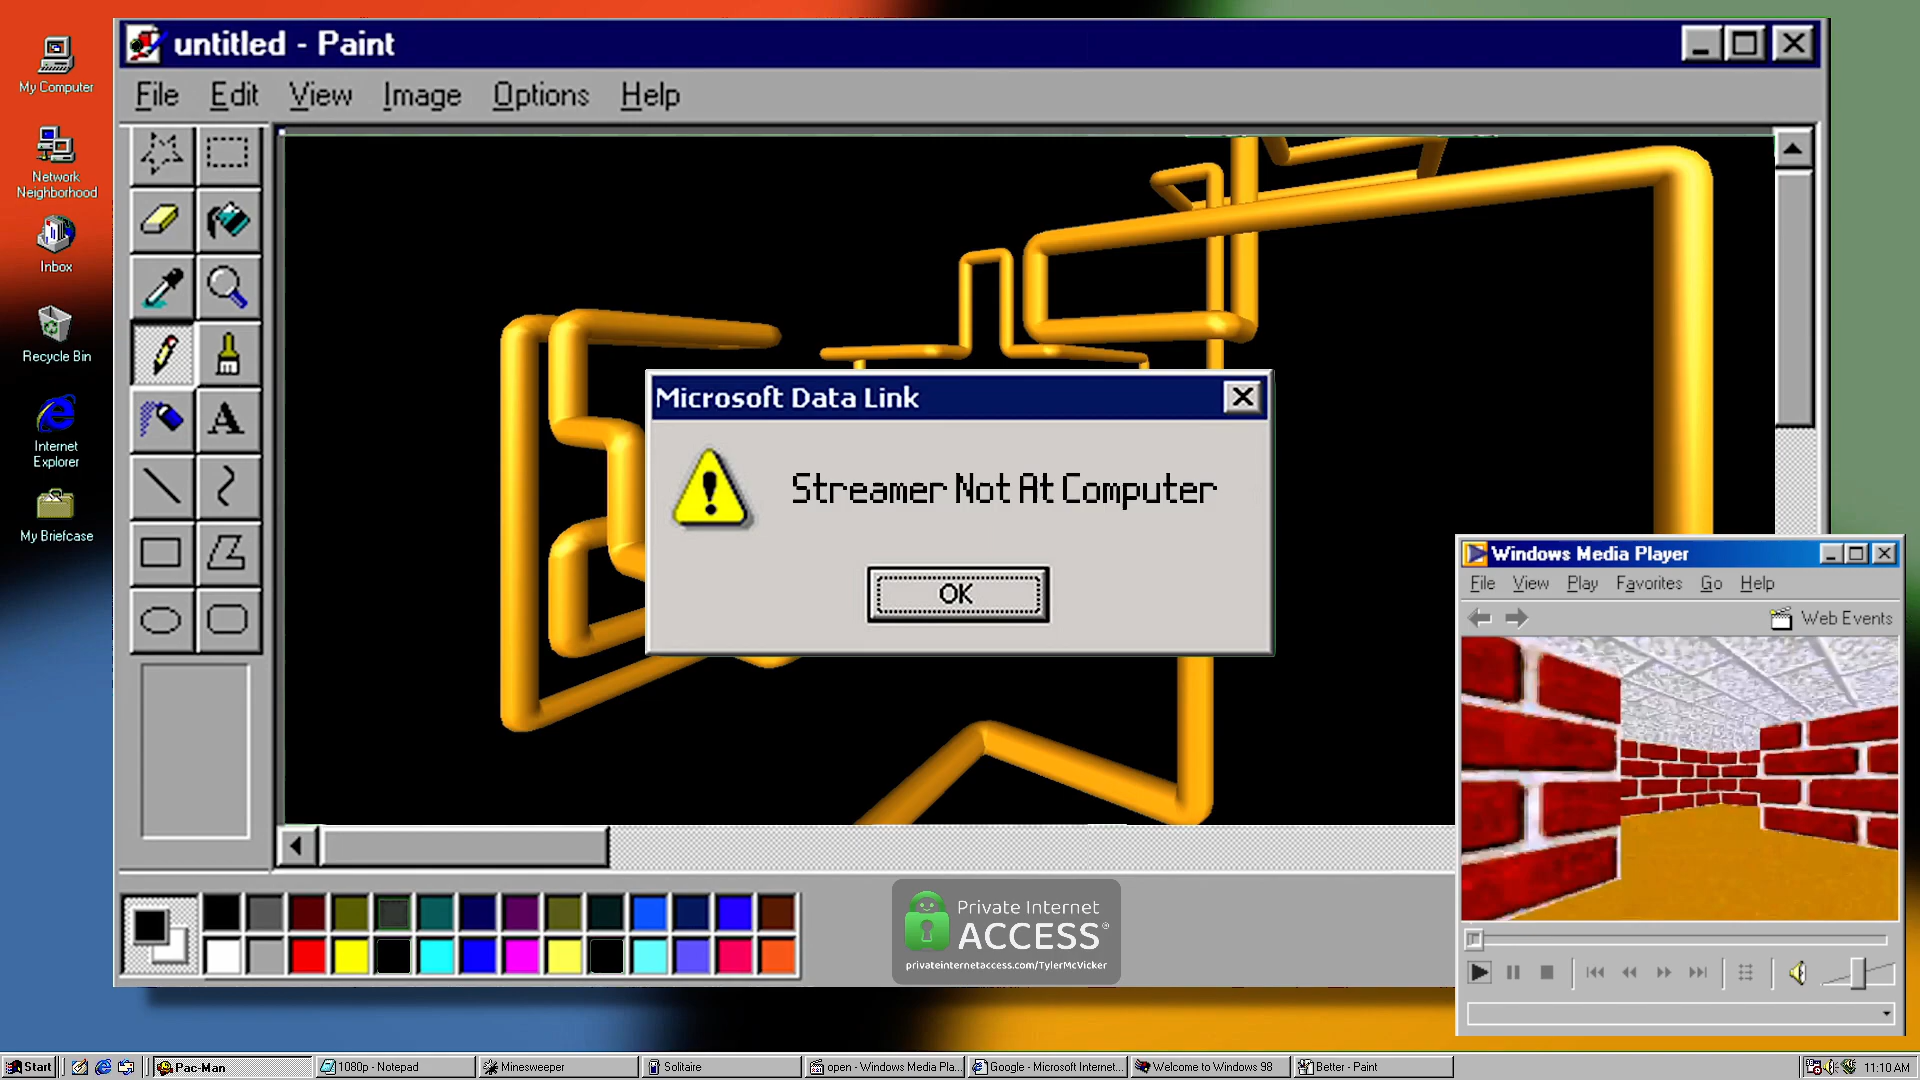 My Computer
Network
Neighborhood
Inbox
Recycle Bin
Internet
Explorer
My Briefcase
untitled - Paint
File Edit View Image Options Help
A
Microsoft Data Link
Streamer Not At Computer
OK
Windows Media Player
File View Play Favorites Go Help
Web Events
Private Internet
ACCESS®
privateinternetaccess.com/TylerMcVicker
Start
Pac-Man
1080p - Notepad
Minesweeper
Solitaire
open - Windows Media Pla...
Google - Microsoft Internet...
Welcome to Windows 98
Better - Paint
11:10 AM